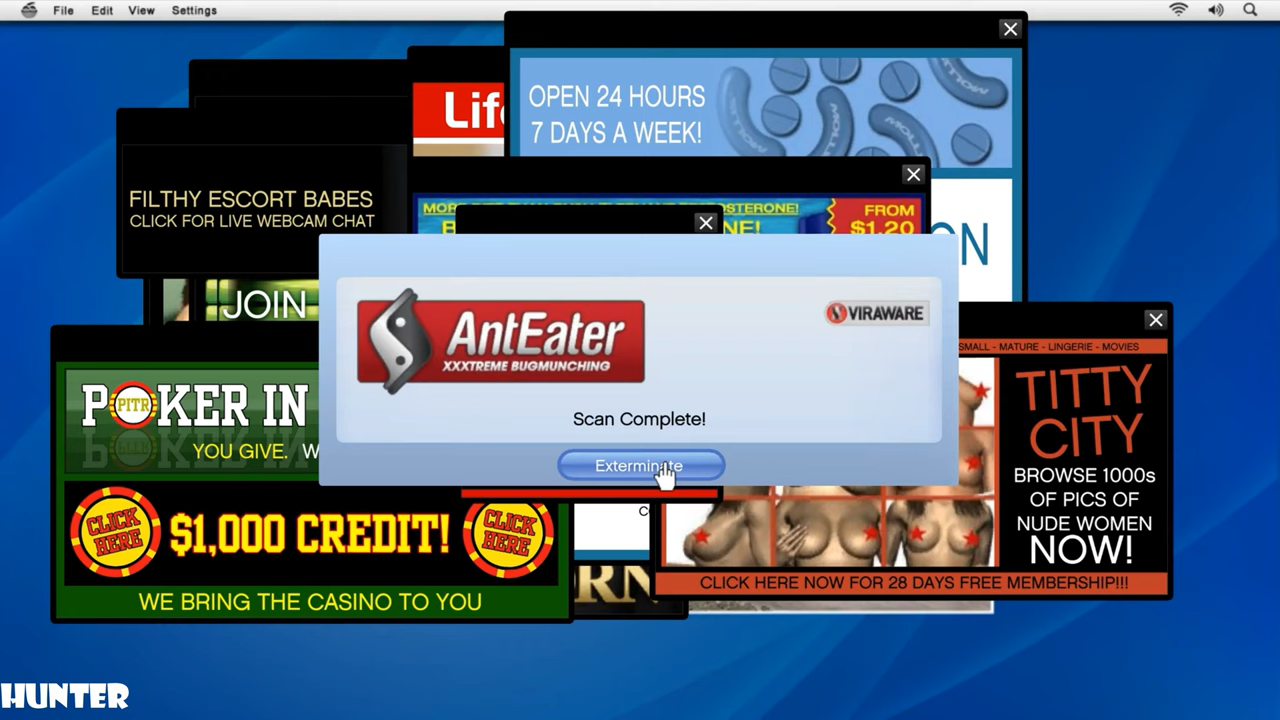 File Edit View Settings
OPEN 24 HOURS
7 DAYS A WEEK!
FILTHY ESCORT BABES
CLICK FOR LIVE WEBCAM CHAT
FROM
$1.20
JOIN
AntEater
XXXTREME BUGMUNCHING
VIRAWARE
Scan Complete!
Exterminate
POKER IN
PITR
YOU GIVE.
CLICK HERE
$1,000 CREDIT!
CLICK HERE
WE BRING THE CASINO TO YOU
SMALL - MATURE - LINGERIE - MOVIES
TITTY
CITY
BROWSE 1000s
OF PICS OF
NUDE WOMEN
NOW!
CLICK HERE NOW FOR 28 DAYS FREE MEMBERSHIP!!!
HUNTER